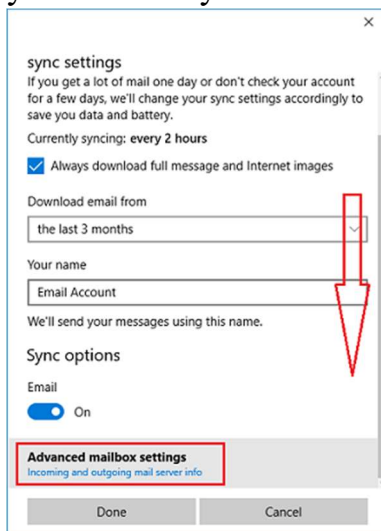 sync settings
If you get a lot of mail one day or don't check your account
for a few days, we'll change your sync settings accordingly to
save you data and battery.
Currently syncing: every 2 hours
Always download full message and Internet images
Download email from
the last 3 months
Your name
Email Account
We'll send your messages using this name.
Sync options
Email
On
Advanced mailbox settings
Incoming and outgoing mail server info
Done Cancel